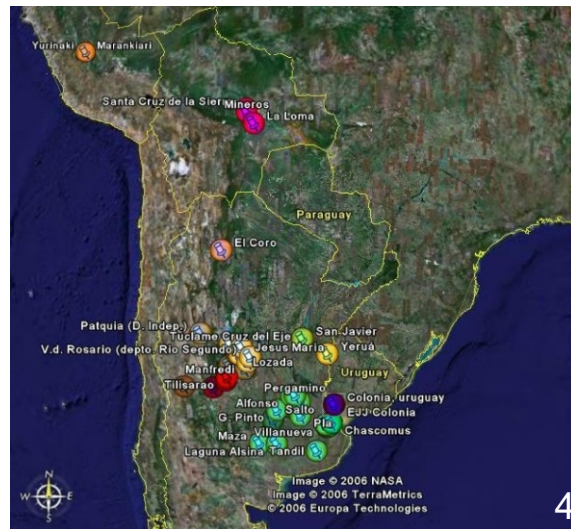 Yurinaki Marankiari
Santa Cruz de la Sier
Mineros
La Loma
Paraguay
El Coro
Patquia (D. Indep.)
Tuclame Cruz del Eje
San Javier
V.d. Rosario (depto. Río Segundo)
Jesus Maria
Yeruá
Lozada
Manfredi
Uruguay
Tilisarao
Pergamino
Colonia, uruguay
Alfonso
Salto
EJJ Colonia
G. Pinto
Pla
Villanueva
Chascomus
Maza
Laguna Alsina
Tandil
Image © 2006 NASA
Image © 2006 TerraMetrics
© 2006 Europa Technologies
N
W
E
S
4